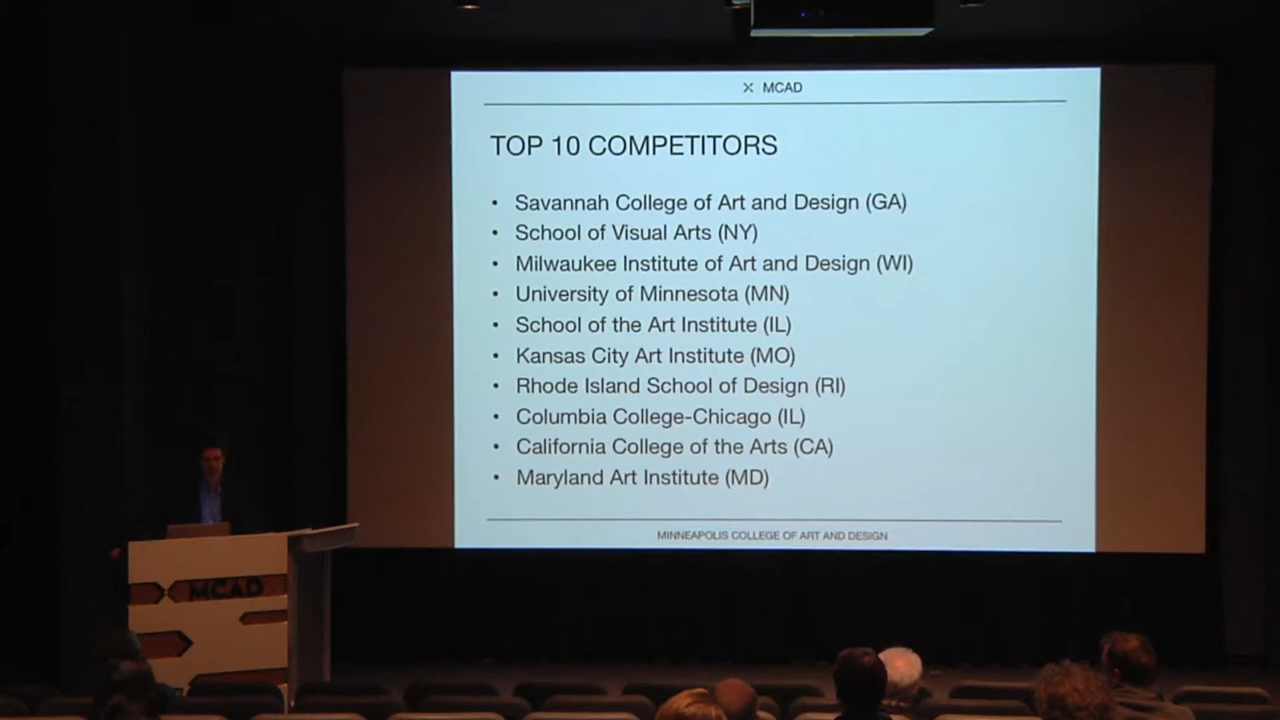 MCAD
TOP 10 COMPETITORS
• Savannah College of Art and Design (GA)
• School of Visual Arts (NY)
• Milwaukee Institute of Art and Design (WI)
• University of Minnesota (MN)
• School of the Art Institute (IL)
• Kansas City Art Institute (MO)
• Rhode Island School of Design (RI)
• Columbia College-Chicago (IL)
• California College of the Arts (CA)
• Maryland Art Institute (MD)
MINNEAPOLIS COLLEGE OF ART AND DESIGN
MCAD